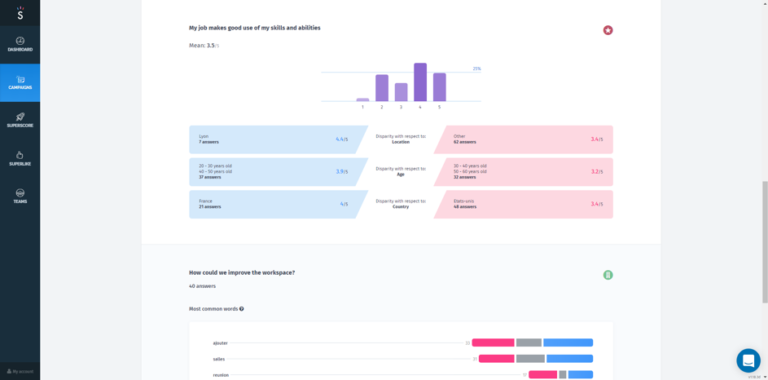 S
DASHBOARD
CAMPAIGNS
SUPERSCORE
SUPERLIKE
TEAMS
My account
My job makes good use of my skills and abilities
Mean: 3.5/5
25%
1 2 3 4 5
Lyon
7 answers
4.4/5
Disparity with respect to:
Location
Other
62 answers
3.4/5
20 - 30 years old
40 - 50 years old
37 answers
3.9/5
Disparity with respect to:
Age
30 - 40 years old
50 - 60 years old
32 answers
3.2/5
France
21 answers
4/5
Disparity with respect to:
Country
États-unis
48 answers
3.4/5
How could we improve the workspace?
40 answers
Most common words
ajouter
salles
reunion